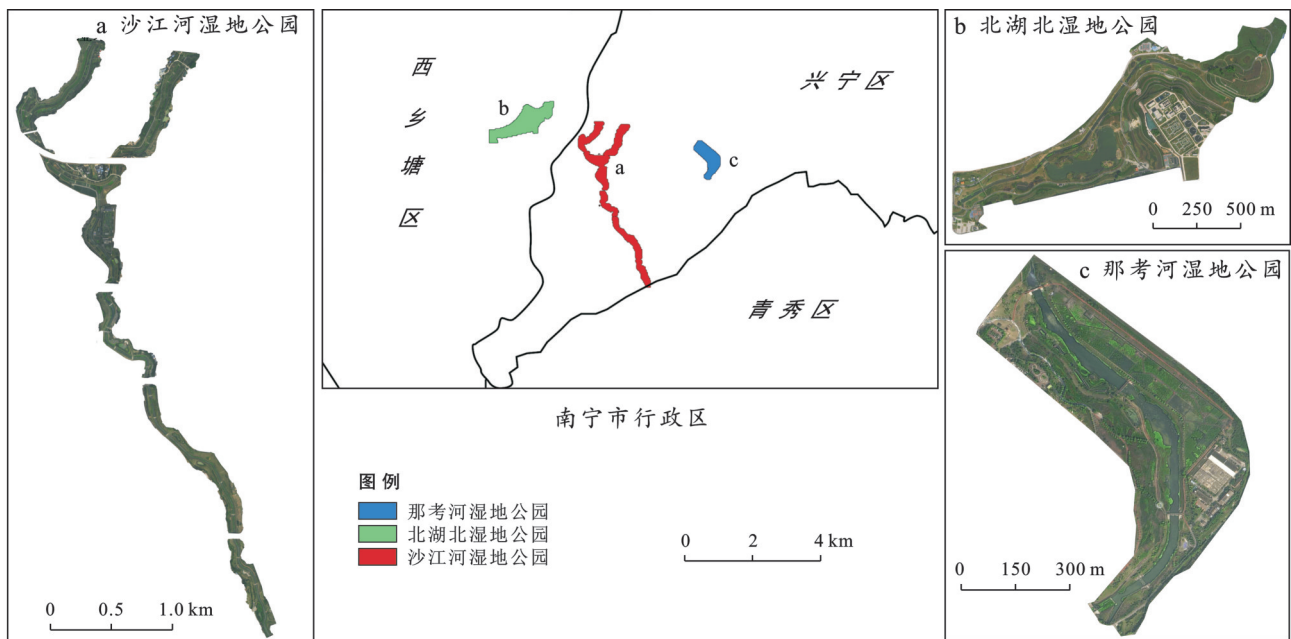 a 沙江河湿地公园
0 0.5 1.0 km
西乡塘区
兴宁区
青秀区
b
a
c
南宁市行政区
图例
那考河湿地公园
北湖北湿地公园
沙江河湿地公园
0 2 4 km
b 北湖北湿地公园
0 250 500 m
c 那考河湿地公园
0 150 300 m